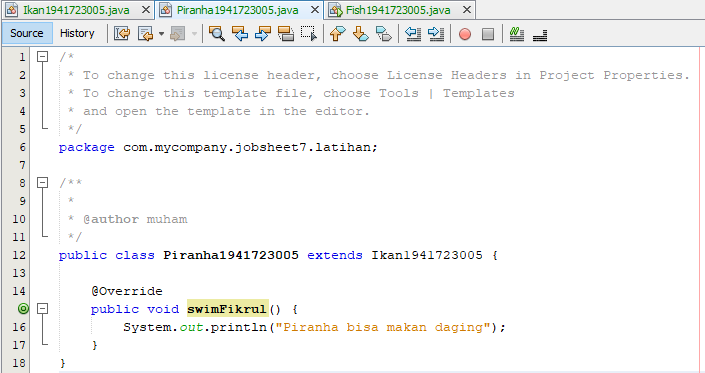 Ikan1941723005.java
Piranha1941723005.java
Fish1941723005.java
Source
History
1 /*
2 * To change this license header, choose License Headers in Project Properties.
3 * To change this template file, choose Tools | Templates
4 * and open the template in the editor.
5 */
6 package com.mycompany.jobsheet7.latihan;
7
8 /**
9 *
10 * @author muham
11 */
12 public class Piranha1941723005 extends Ikan1941723005 {
13
14 @Override
public void swimFikrul() {
16 System.out.println("Piranha bisa makan daging");
17 }
18 }